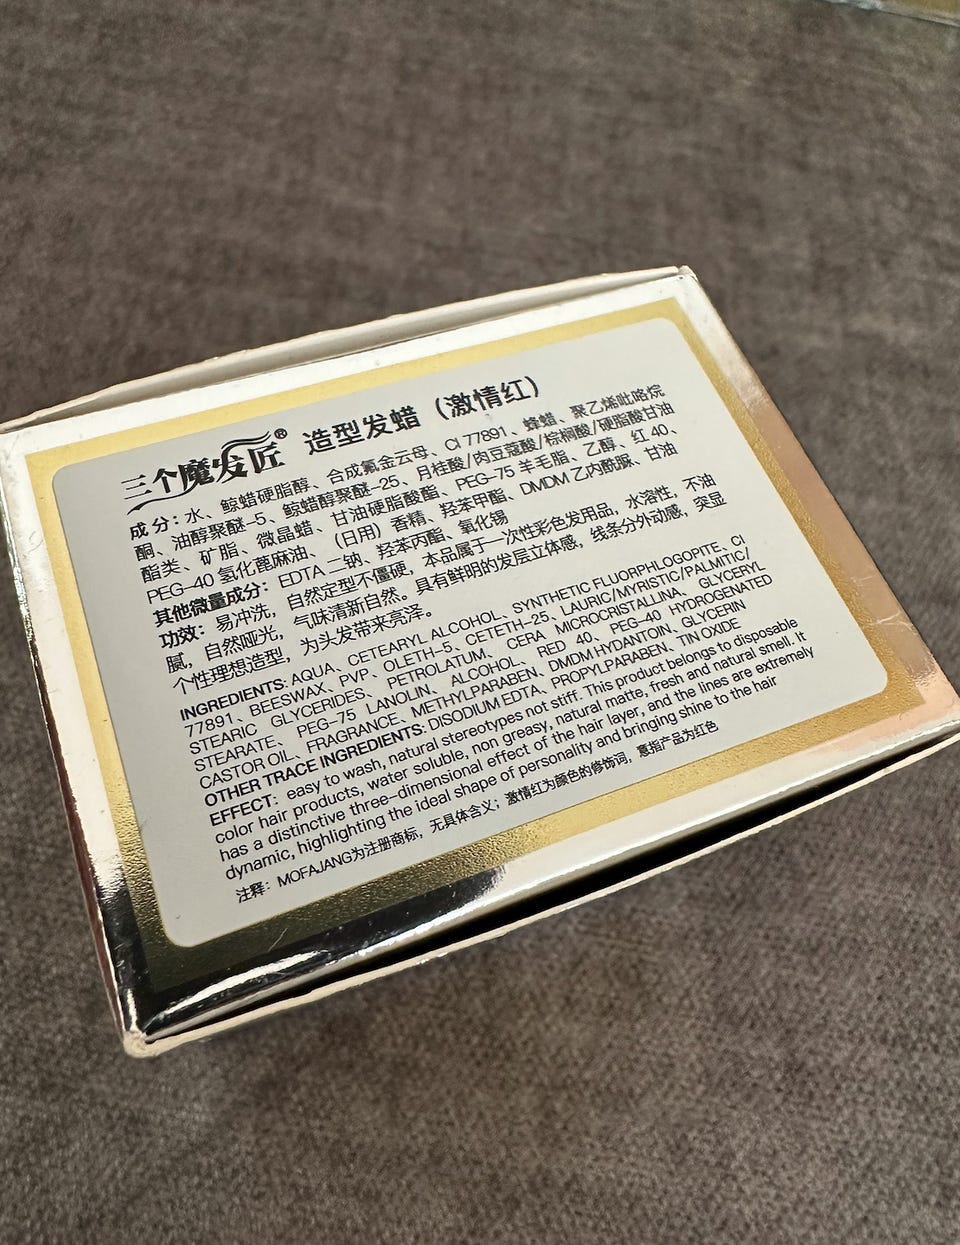 三个魔发匠® 造型发蜡（激情红）
成分：水、鲸蜡硬脂醇、合成氟金云母、CI 77891、蜂蜡、聚乙烯吡咯烷
酮、油醇聚醚-5、鲸蜡醇聚醚-25、月桂酸/肉豆蔻酸/棕榈酸/硬脂酸甘油
酯类、矿脂、微晶蜡、甘油硬脂酸酯、PEG-75 羊毛脂、乙醇、红 40、
PEG-40 氢化蓖麻油、（日用）香精、羟苯甲酯、DMDM 乙内酰脲、甘油
其他微量成分：EDTA 二钠、羟苯丙酯、氧化锡
功效：易冲洗，自然定型不僵硬，本品属于一次性彩色发用品，水溶性，不油
腻，自然哑光，气味清新自然。具有鲜明的发层立体感，线条分外动感，突显
个性理想造型，为头发带来亮泽。
INGREDIENTS: AQUA、CETEARYL ALCOHOL、SYNTHETIC FLUORPHLOGOPITE、CI
77891、BEESWAX、PVP、OLETH-5、CETETH-25、LAURIC/MYRISTIC/PALMITIC/
STEARIC GLYCERIDES、PETROLATUM、CERA MICROCRISTALLINA、GLYCERYL
STEARATE、PEG-75 LANOLIN、ALCOHOL、RED 40、PEG-40 HYDROGENATED
CASTOR OIL、FRAGRANCE、METHYLPARABEN、DMDM HYDANTOIN、GLYCERIN
OTHER TRACE INGREDIENTS: DISODIUM EDTA、PROPYLPARABEN、TIN OXIDE
EFFECT: easy to wash, natural stereotypes not stiff. This product belongs to disposable
color hair products, water soluble, non greasy, natural matte, fresh and natural smell. It
has a distinctive three-dimensional effect of the hair layer, and the lines are extremely
dynamic, highlighting the ideal shape of personality and bringing shine to the hair
注释：MOFAJANG为注册商标，无具体含义；激情红为颜色的修饰词，意指产品为红色